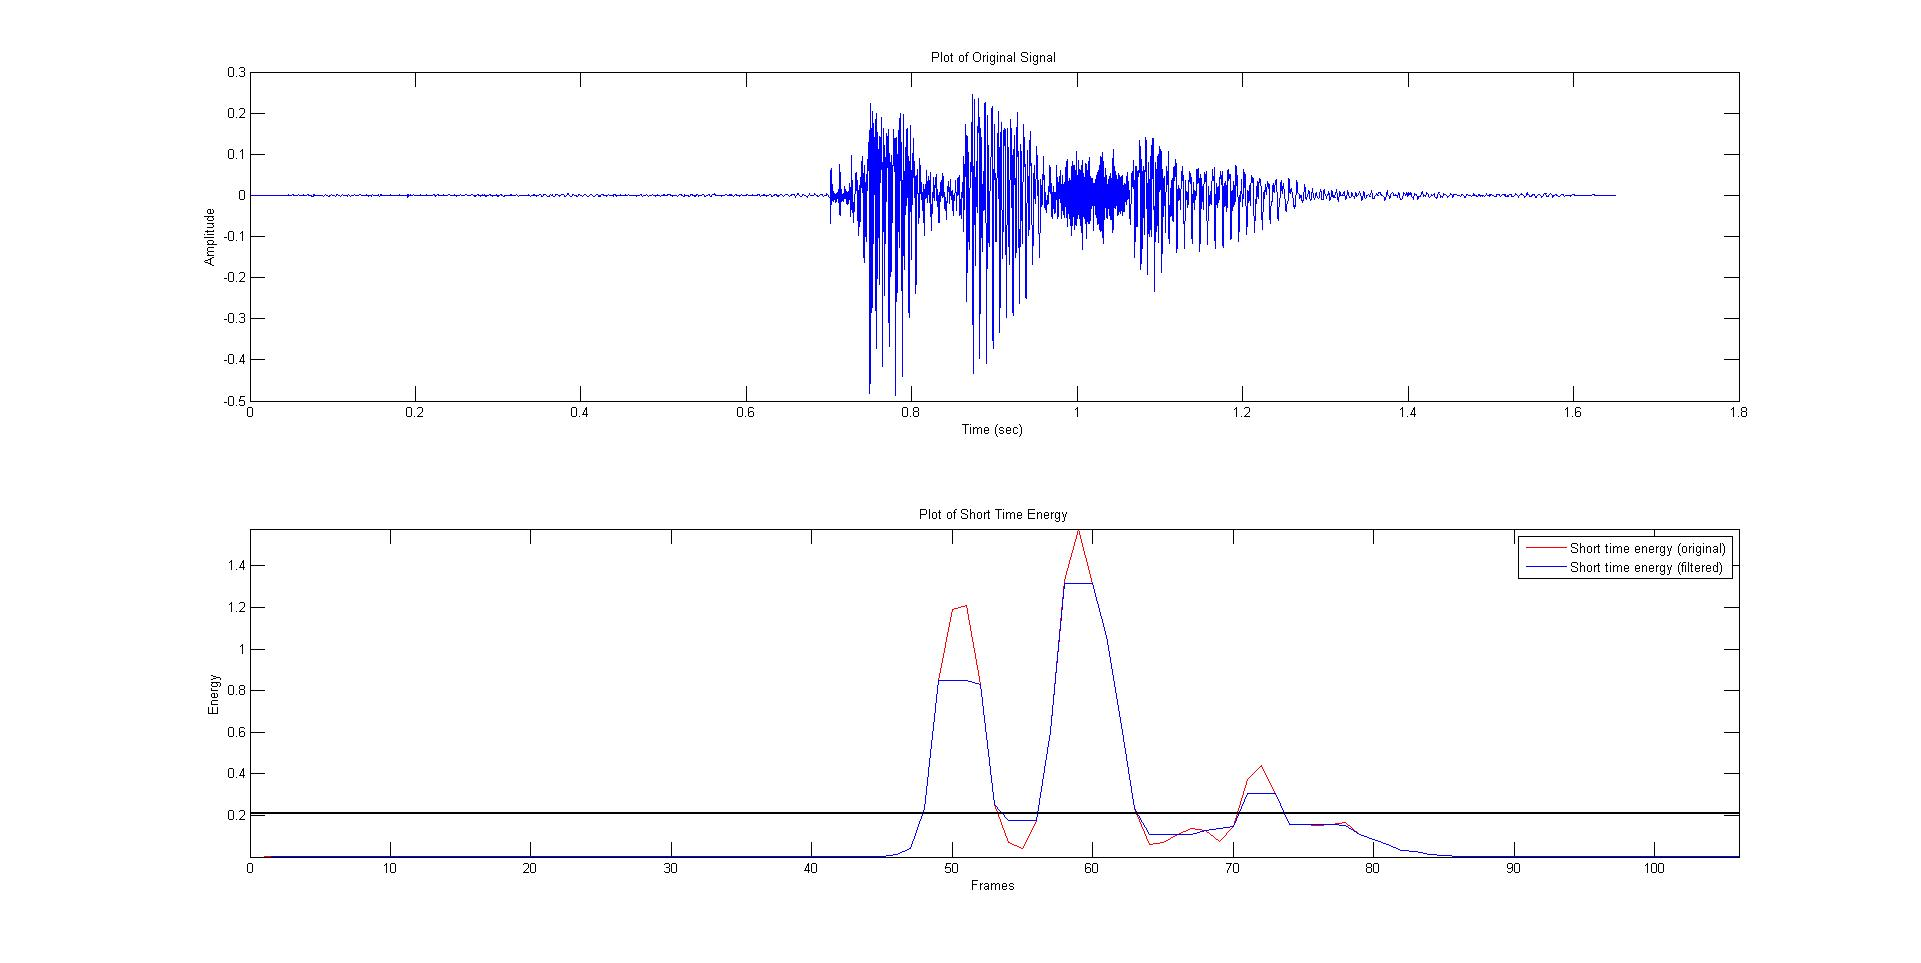 Plot of Original Signal
0.3
0.2
0.1
0
-0.1
-0.2
-0.3
-0.4
-0.5
Amplitude
0 0.2 0.4 0.6 0.8 1 1.2 1.4 1.6 1.8
Time (sec)
Plot of Short Time Energy
Short time energy (original)
Short time energy (filtered)
1.4
1.2
1
0.8
0.6
0.4
0.2
Energy
0 10 20 30 40 50 60 70 80 90 100
Frames